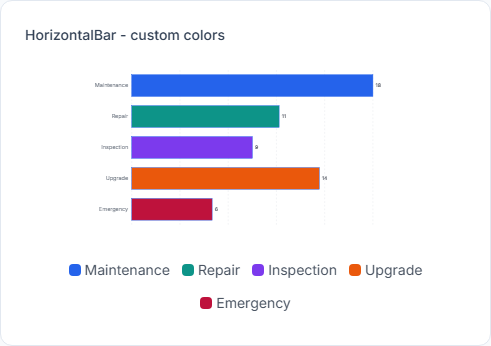 HorizontalBar - custom colors
Maintenance 18
Repair 11
Inspection 9
Upgrade 14
Emergency 6
Maintenance Repair Inspection Upgrade
Emergency